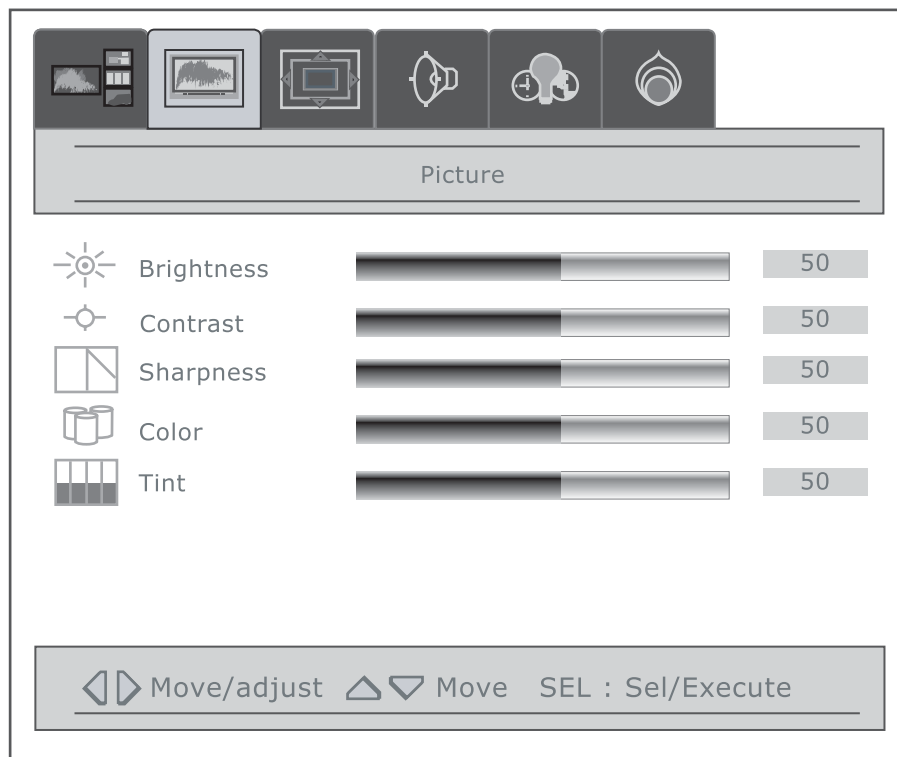 Picture
Brightness 50
Contrast 50
Sharpness 50
Color 50
Tint 50
Move/adjust Move SEL : Sel/Execute